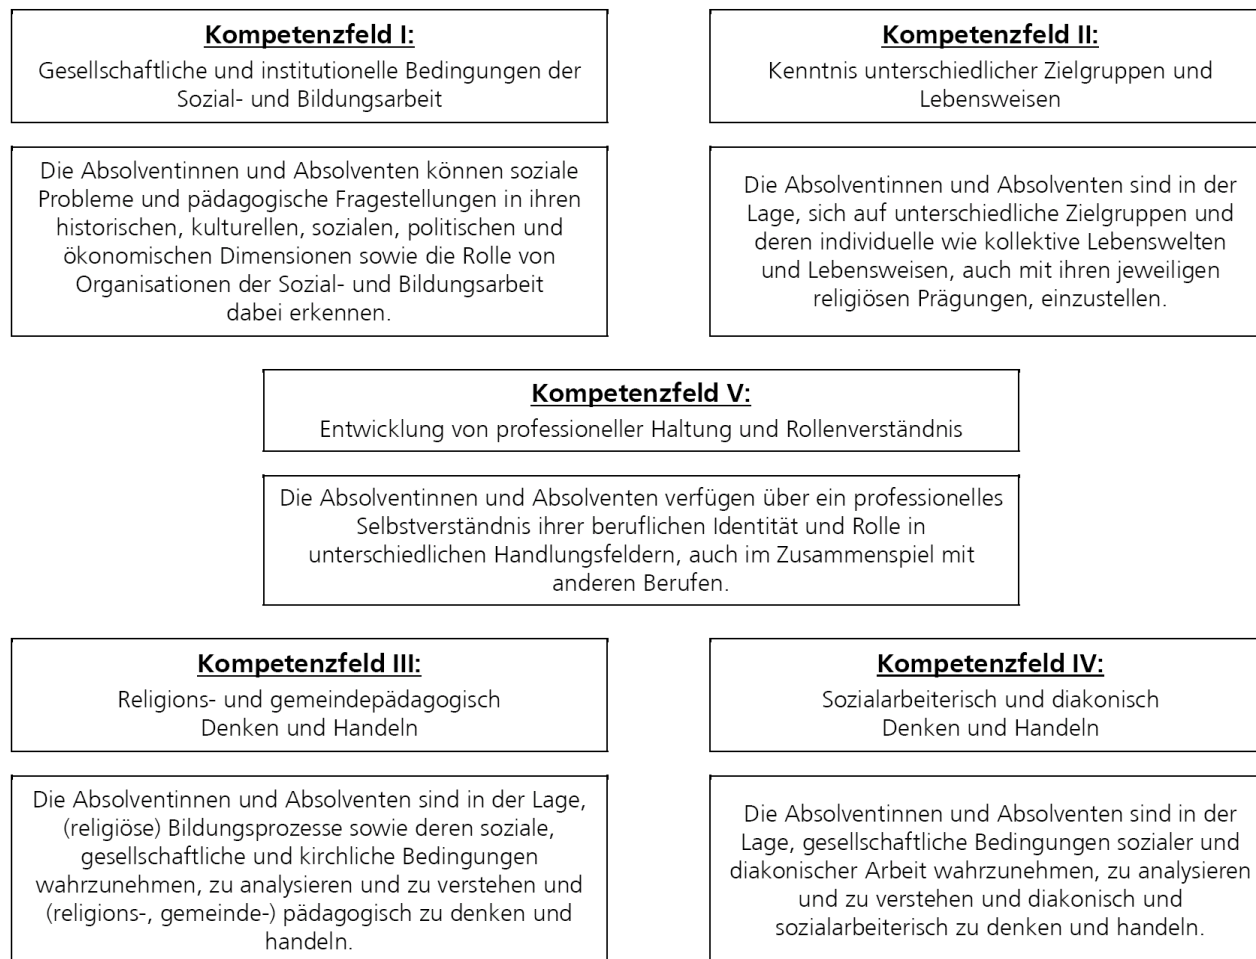 Kompetenzfeld I:
Gesellschaftliche und institutionelle Bedingungen der
Sozial- und Bildungsarbeit
Die Absolventinnen und Absolventen können soziale
Probleme und pädagogische Fragestellungen in ihren
historischen, kulturellen, sozialen, politischen und
ökonomischen Dimensionen sowie die Rolle von
Organisationen der Sozial- und Bildungsarbeit
dabei erkennen.
Kompetenzfeld II:
Kenntnis unterschiedlicher Zielgruppen und
Lebensweisen
Die Absolventinnen und Absolventen sind in der
Lage, sich auf unterschiedliche Zielgruppen und
deren individuelle wie kollektive Lebenswelten
und Lebensweisen, auch mit ihren jeweiligen
religiösen Prägungen, einzustellen.
Kompetenzfeld V:
Entwicklung von professioneller Haltung und Rollenverständnis
Die Absolventinnen und Absolventen verfügen über ein professionelles
Selbstverständnis ihrer beruflichen Identität und Rolle in
unterschiedlichen Handlungsfeldern, auch im Zusammenspiel mit
anderen Berufen.
Kompetenzfeld III:
Religions- und gemeindepädagogisch
Denken und Handeln
Die Absolventinnen und Absolventen sind in der Lage,
(religiöse) Bildungsprozesse sowie deren soziale,
gesellschaftliche und kirchliche Bedingungen
wahrzunehmen, zu analysieren und zu verstehen und
(religions-, gemeinde-) pädagogisch zu denken und
handeln.
Kompetenzfeld IV:
Sozialarbeiterisch und diakonisch
Denken und Handeln
Die Absolventinnen und Absolventen sind in der
Lage, gesellschaftliche Bedingungen sozialer und
diakonischer Arbeit wahrzunehmen, zu analysieren
und zu verstehen und diakonisch und
sozialarbeiterisch zu denken und handeln.